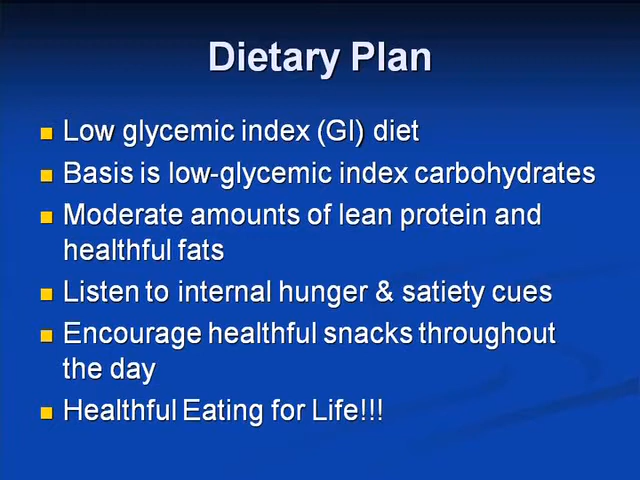 Dietary Plan
Low glycemic index (GI) diet
Basis is low-glycemic index carbohydrates
Moderate amounts of lean protein and
healthful fats
Listen to internal hunger & satiety cues
Encourage healthful snacks throughout
the day
Healthful Eating for Life!!!